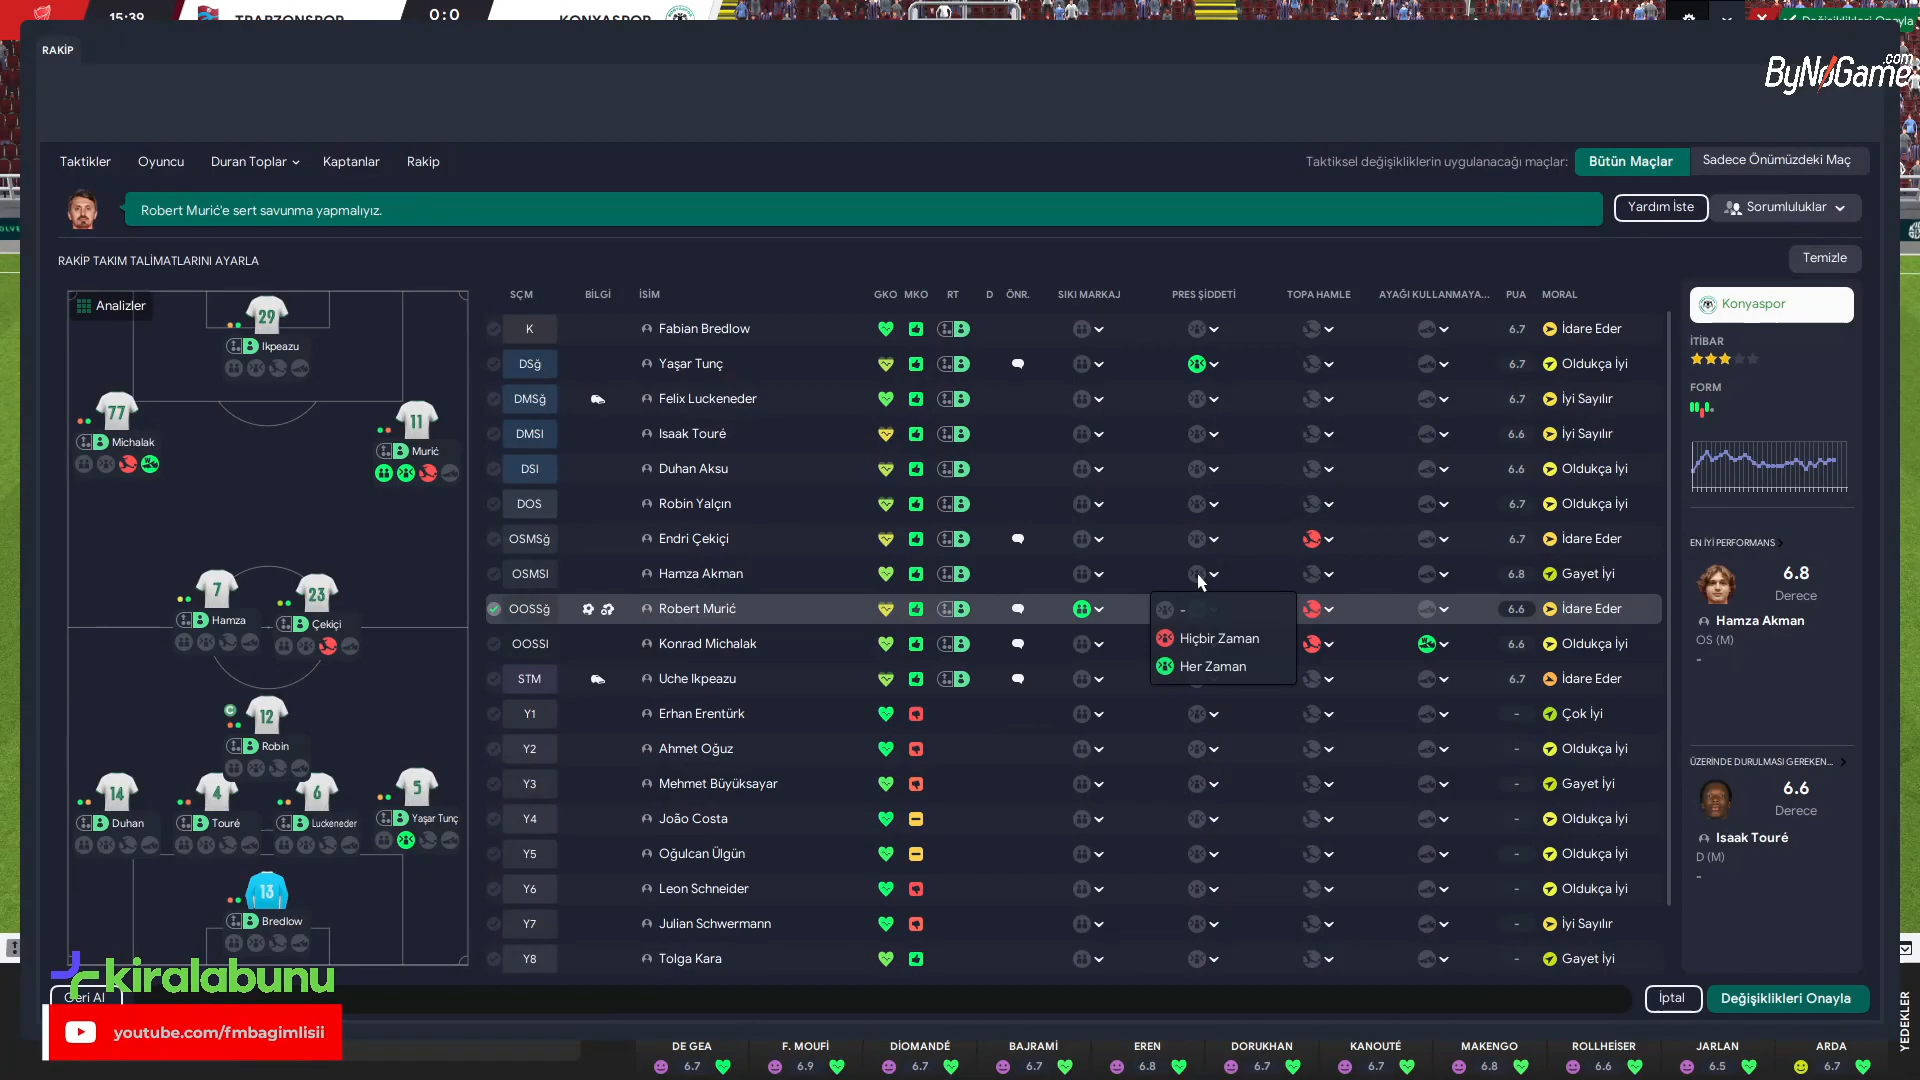 15:39 TRABZONSPOR 0:0 KONYASPOR
Değişiklikleri Onayla
RAKİP
ByNoGame.com
Taktikler Oyuncu Duran Toplar Kaptanlar Rakip
Taktiksel değişikliklerin uygulanacağı maçlar: Bütün Maçlar Sadece Önümüzdeki Maç
Robert Murić'e sert savunma yapmalıyız.
Yardım İste Sorumluluklar
RAKİP TAKIM TALİMATLARINI AYARLA
Temizle
Analizler
29
Ikpeazu
77
Michalak
11
Murić
7
Hamza
23
Çekiçi
C
12
Robin
14
Duhan
4
Touré
6
Luckeneder
5
Yaşar Tunç
13
Bredlow
SÇM BİLGİ İSİM GKO MKO RT D ÖNR. SIKI MARKAJ PRES ŞİDDETİ TOPA HAMLE AYAĞI KULLANMAYA... PUA MORAL
K Fabian Bredlow 6.7 İdare Eder
DSğ Yaşar Tunç 6.7 Oldukça İyi
DMSğ Felix Luckeneder 6.7 İyi Sayılır
DMSI Isaak Touré 6.6 İyi Sayılır
DSI Duhan Aksu 6.6 Oldukça İyi
DOS Robin Yalçın 6.7 Oldukça İyi
OSMSğ Endri Çekiçi 6.7 İdare Eder
OSMSI Hamza Akman 6.8 Gayet İyi
OOSSğ Robert Murić 6.6 İdare Eder
OOSSI Konrad Michalak 6.6 Oldukça İyi
STM Uche Ikpeazu 6.7 İdare Eder
Y1 Erhan Erentürk - Çok İyi
Y2 Ahmet Oğuz - Oldukça İyi
Y3 Mehmet Büyüksayar - Gayet İyi
Y4 João Costa - Oldukça İyi
Y5 Oğulcan Ülgün - Oldukça İyi
Y6 Leon Schneider - Oldukça İyi
Y7 Julian Schwermann - İyi Sayılır
Y8 Tolga Kara - Gayet İyi
-
Hiçbir Zaman
Her Zaman
Konyaspor
İTİBAR
FORM
EN İYİ PERFORMANS
6.8
Derece
Hamza Akman
OS (M)
-
ÜZERİNDE DURULMASI GEREKEN...
6.6
Derece
Isaak Touré
D (M)
-
kiralabunu
Geri Al
İptal Değişiklikleri Onayla
youtube.com/fmbagimlisii
YEDEKLER
DE GEA F. MOUFİ DİOMANDÉ BAJRAMİ EREN DORUKHAN KANOUTÉ MAKENGO ROLLHEİSER JARLAN ARDA
6.7 6.9 6.7 6.7 6.8 6.7 6.7 6.8 6.6 6.5 6.7